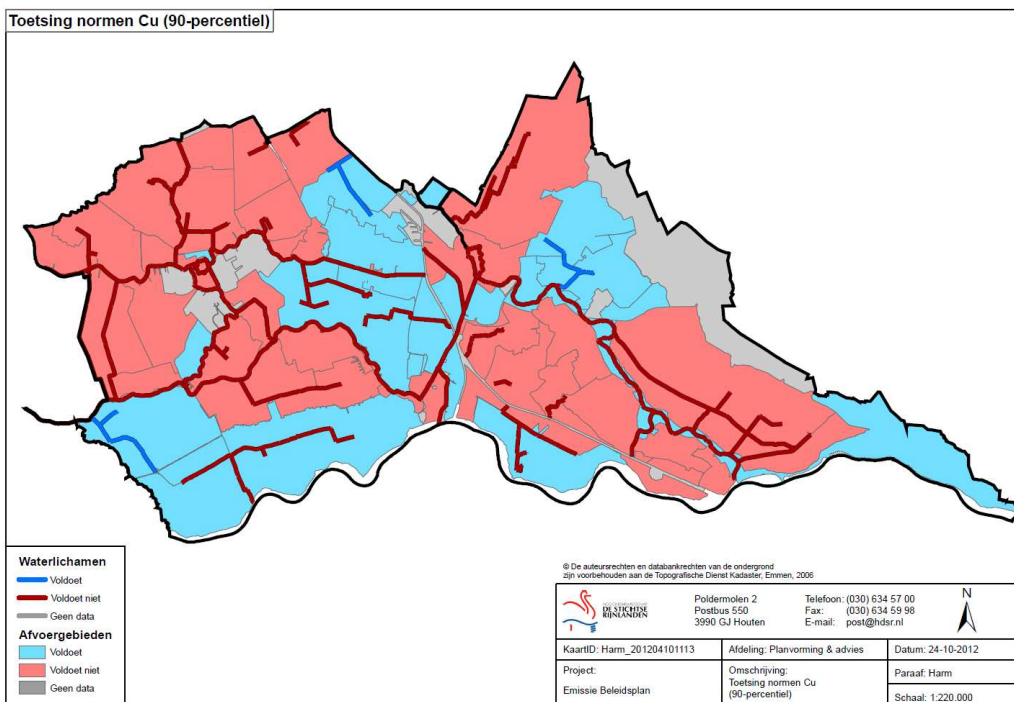 Toetsing normen Cu (90-percentiel)
Waterlichamen
Voldoet
Voldoet niet
Geen data
Afvoergebieden
Voldoet
Voldoet niet
Geen data
© De auteursrechten en databankrechten van de ondergrond
zijn voorbehouden aan de Topografische Dienst Kadaster, Emmen, 2006
HOOGHEEMRAADSCHAP
DE STICHTSE
RIJNLANDEN
Poldermolen 2
Postbus 550
3990 GJ Houten
Telefoon: (030) 634 57 00
Fax: (030) 634 59 98
E-mail: post@hdsr.nl
N
KaartID: Harm_201204101113
Afdeling: Planvorming & advies
Datum: 24-10-2012
Project:
Emissie Beleidsplan
Omschrijving:
Toetsing normen Cu
(90-percentiel)
Paraaf: Harm
Schaal: 1:220.000